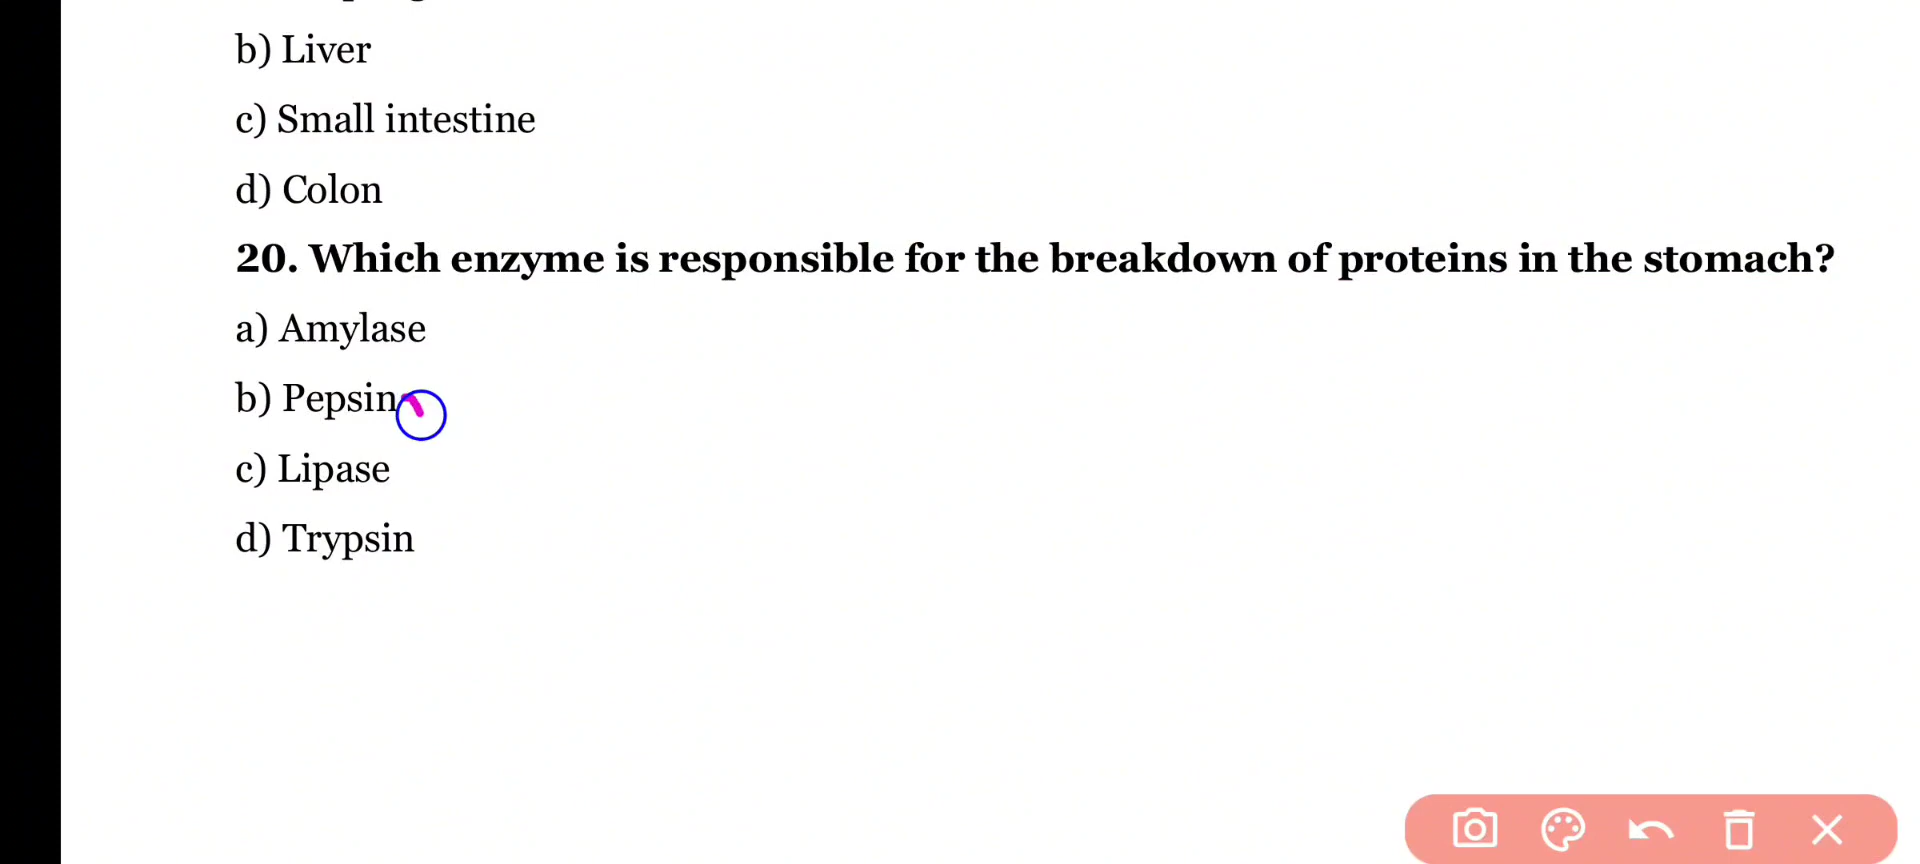 b) Liver
c) Small intestine
d) Colon
20. Which enzyme is responsible for the breakdown of proteins in the stomach?
a) Amylase
b) Pepsin
c) Lipase
d) Trypsin